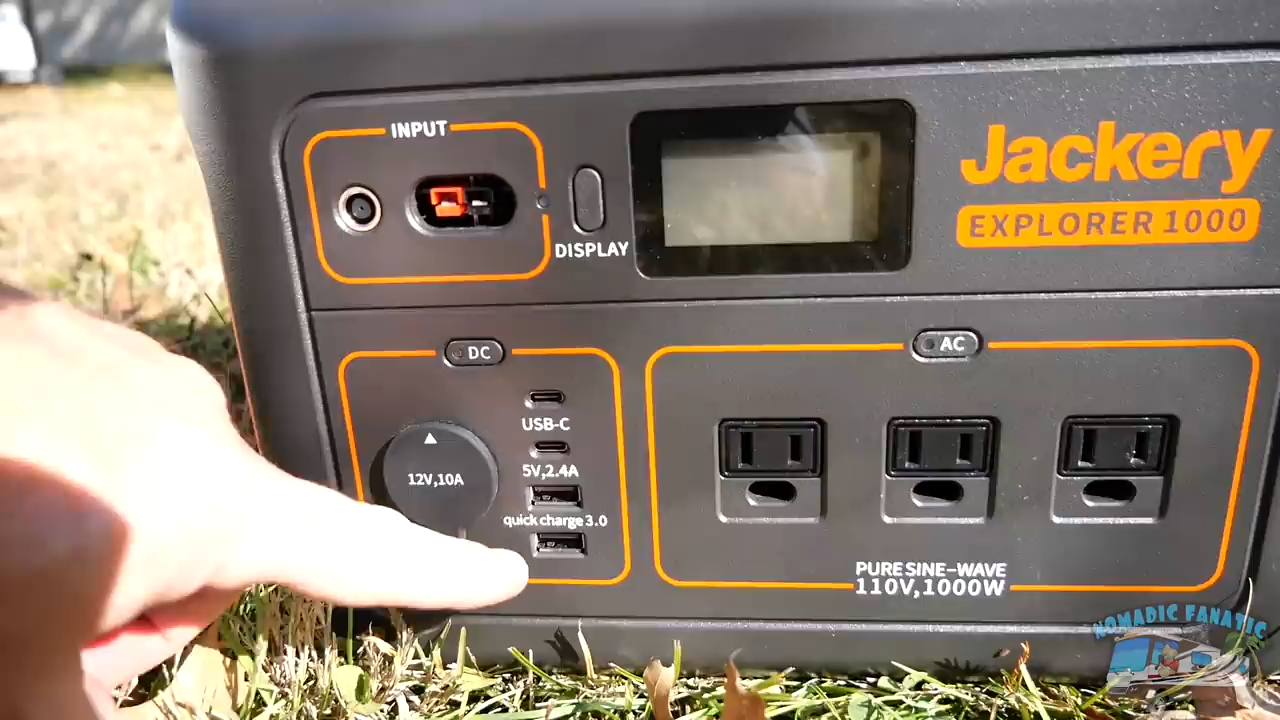 INPUT
DISPLAY
Jackery
EXPLORER 1000
DC
USB-C
5V,2.4A
quick charge 3.0
12V,10A
AC
PURE SINE-WAVE
110V,1000W
NOMADIC FANATIC